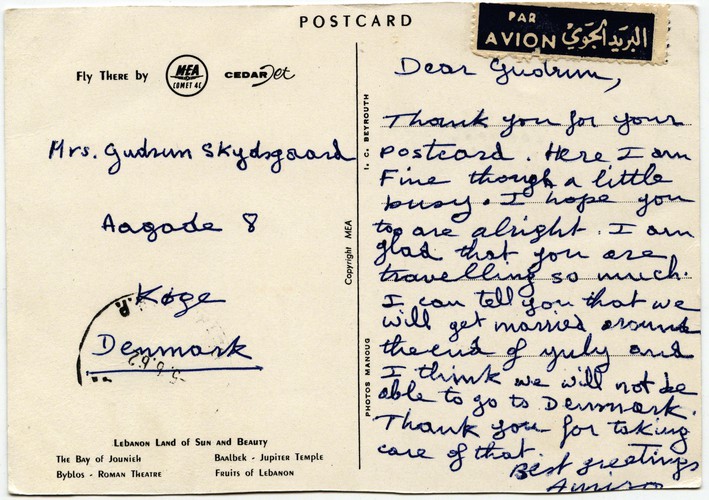 POSTCARD
PAR
AVION البريد الجوي
Fly There by
MEA
COMET 4C
CEDAR Jet
Mrs. Gudrun Skydsgaard
Aagade 8
Køge
Denmark
5.6.62
Lebanon Land of Sun and Beauty
The Bay of Jounieh
Baalbek - Jupiter Temple
Byblos - Roman Theatre
Fruits of Lebanon
I. C. BEYROUTH
Copyright MEA
PHOTOS MANOUG
Dear Gudrun,
Thank you for your
postcard. Here I am
Fine though a little
busy. I hope you
too are alright. I am
glad that you are
travelling so much.
I can tell you that we
will get married around
the end of yuly and
I think we will not be
able to go to Denmark.
Thank you for taking
care of that.
Best greetings